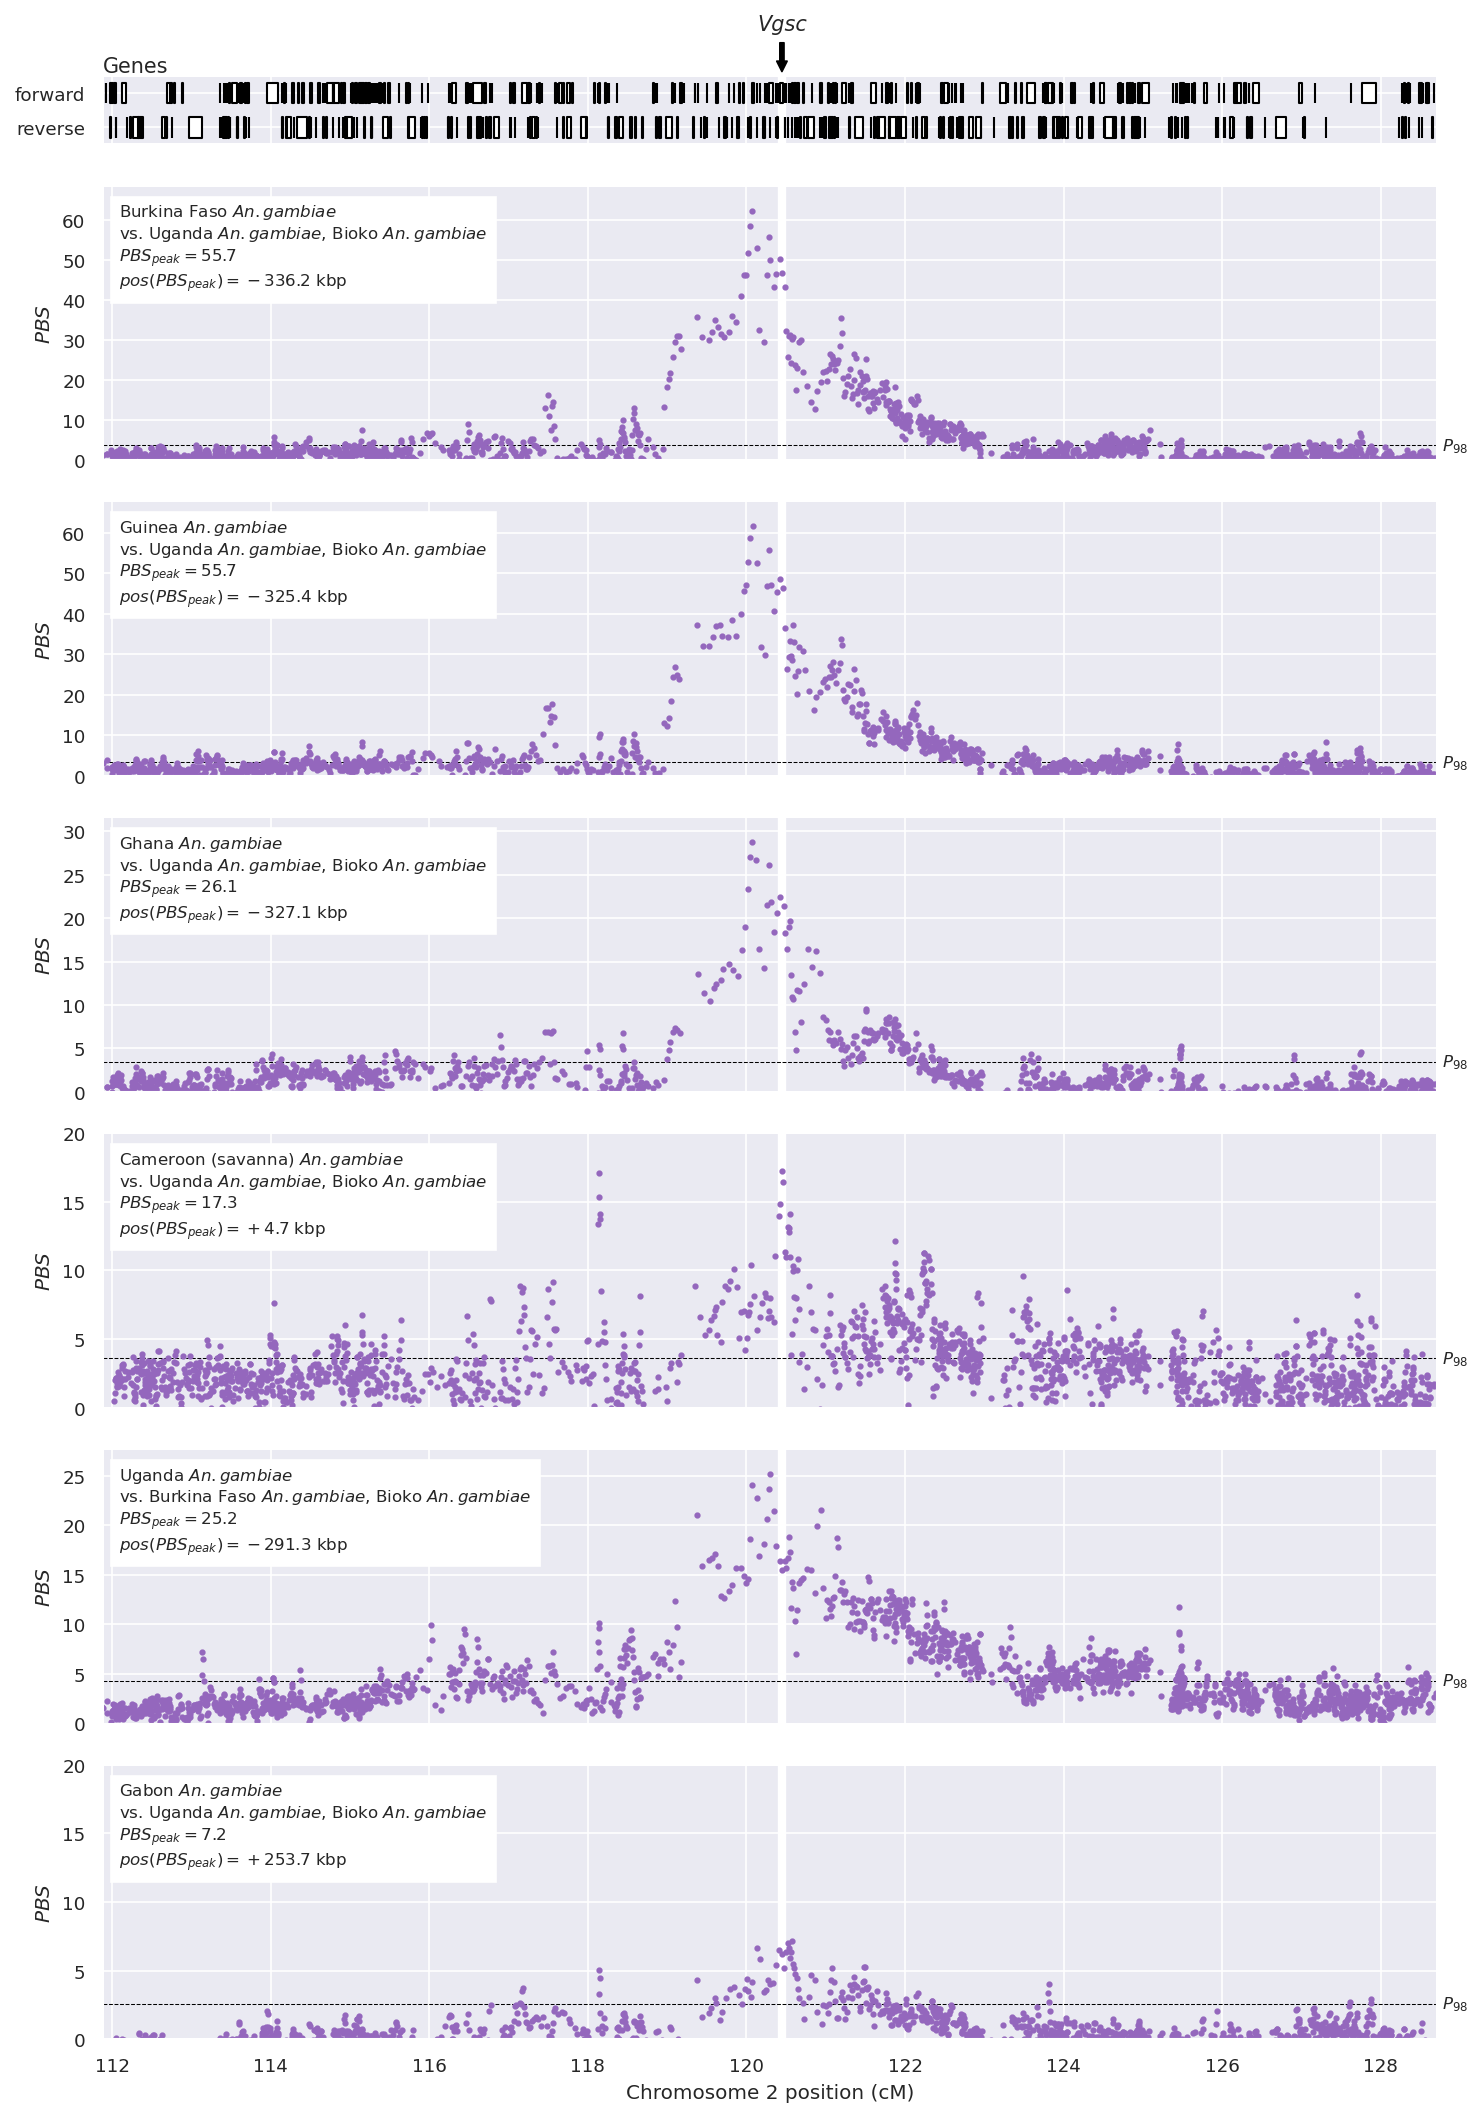 Vgsc
Genes
forward
reverse
Burkina Faso An. gambiae
vs. Uganda An. gambiae, Bioko An. gambiae
PBSpeak = 55.7
pos(PBSpeak) = −336.2 kbp
60
50
40
30
20
10
0
PBS
P98
Guinea An. gambiae
vs. Uganda An. gambiae, Bioko An. gambiae
PBSpeak = 55.7
pos(PBSpeak) = −325.4 kbp
60
50
40
30
20
10
0
PBS
P98
Ghana An. gambiae
vs. Uganda An. gambiae, Bioko An. gambiae
PBSpeak = 26.1
pos(PBSpeak) = −327.1 kbp
30
25
20
15
10
5
0
PBS
P98
Cameroon (savanna) An. gambiae
vs. Uganda An. gambiae, Bioko An. gambiae
PBSpeak = 17.3
pos(PBSpeak) = +4.7 kbp
20
15
10
5
0
PBS
P98
Uganda An. gambiae
vs. Burkina Faso An. gambiae, Bioko An. gambiae
PBSpeak = 25.2
pos(PBSpeak) = −291.3 kbp
25
20
15
10
5
0
PBS
P98
Gabon An. gambiae
vs. Uganda An. gambiae, Bioko An. gambiae
PBSpeak = 7.2
pos(PBSpeak) = +253.7 kbp
20
15
10
5
0
PBS
P98
112 114 116 118 120 122 124 126 128
Chromosome 2 position (cM)